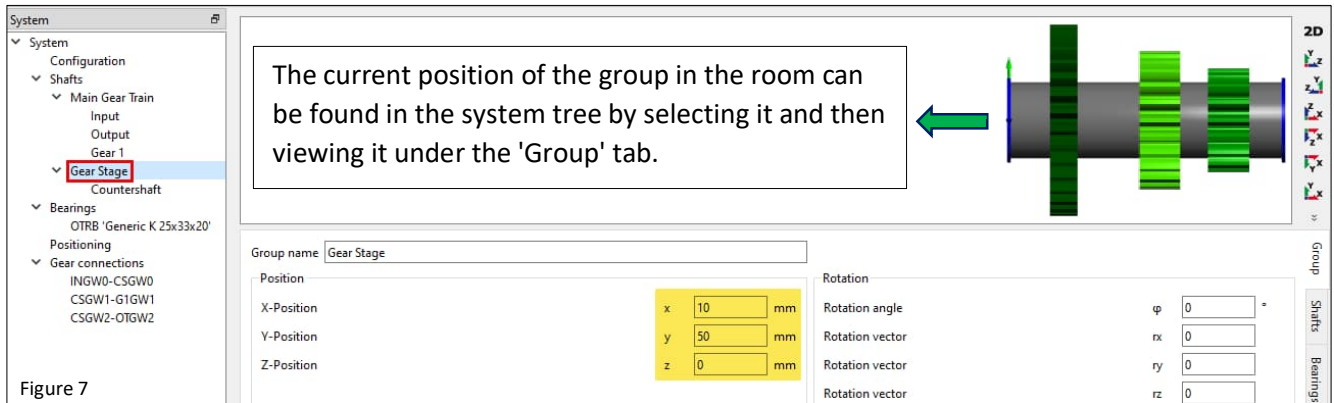 System
System
Configuration
Shafts
Main Gear Train
Input
Output
Gear 1
Gear Stage
Countershaft
Bearings
OTRB 'Generic K 25x33x20'
Positioning
Gear connections
INGW0-CSGW0
CSGW1-G1GW1
CSGW2-OTGW2
Figure 7
The current position of the group in the room can
be found in the system tree by selecting it and then
viewing it under the 'Group' tab.
2D
Y Z
Z Y
Z X
Z X
Y X
Y X
Group name Gear Stage
Position
X-Position x 10 mm
Y-Position y 50 mm
Z-Position z 0 mm
Rotation
Rotation angle φ 0 °
Rotation vector rx 0
Rotation vector ry 0
Rotation vector rz 0
Group
Shafts
Bearings